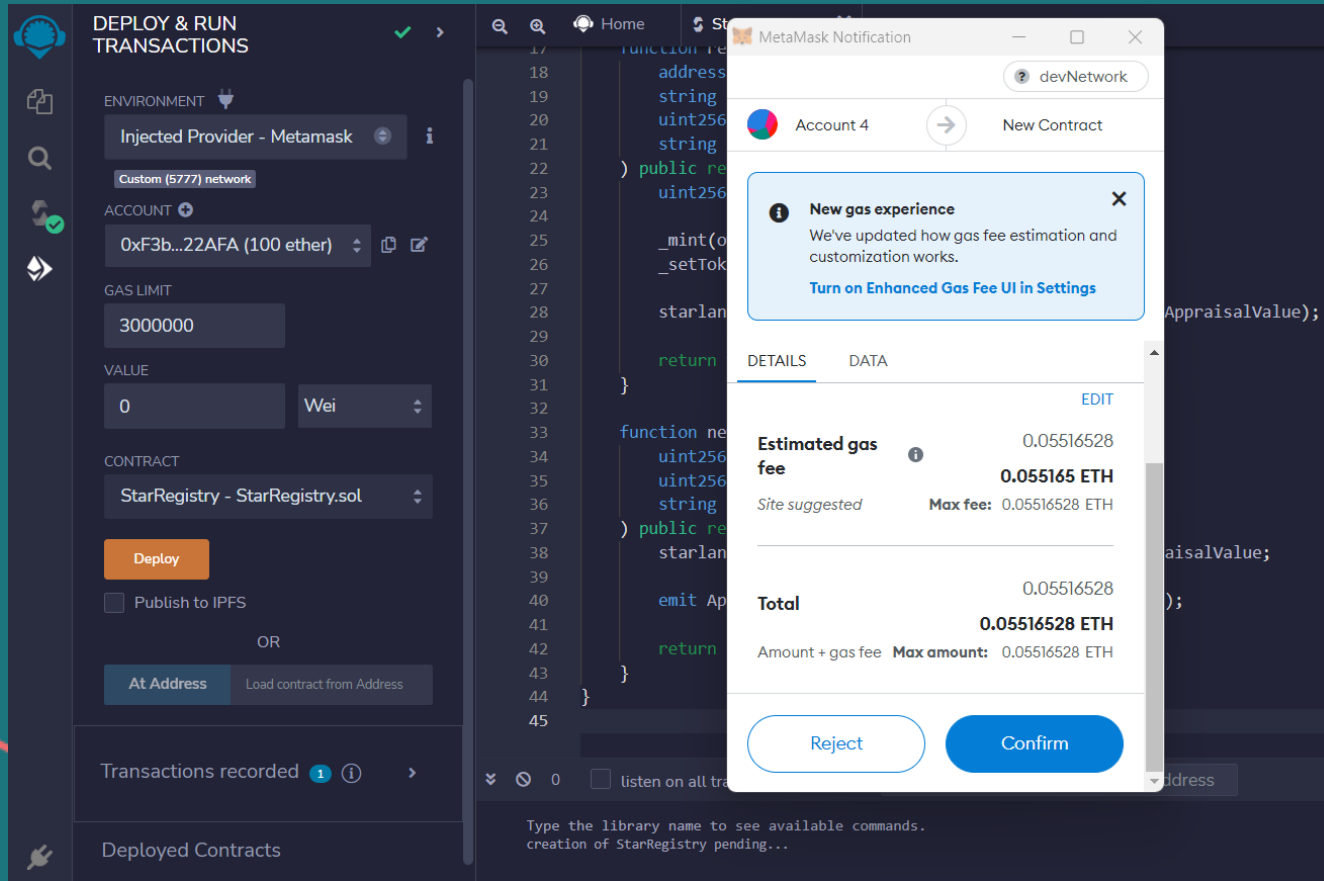 DEPLOY & RUN
TRANSACTIONS
ENVIRONMENT
Injected Provider - Metamask
Custom (5777) network
ACCOUNT
0xF3b...22AFA (100 ether)
GAS LIMIT
3000000
VALUE
0
Wei
CONTRACT
StarRegistry - StarRegistry.sol
Deploy
Publish to IPFS
OR
At Address
Load contract from Address
Transactions recorded 1
Deployed Contracts
Home
St
17 function re
18 address
19 string
20 uint256
21 string
22 ) public re
23 uint256
24
25 _mint(o
26 _setTok
27
28 starlan AppraisalValue);
29
30 return
31 }
32
33 function ne
34 uint256
35 uint256
36 string
37 ) public re
38 starlan aisalValue;
39
40 emit Ap );
41
42 return
43 }
44 }
45
0
listen on all tra
ddress
Type the library name to see available commands.
creation of StarRegistry pending...
MetaMask Notification
devNetwork
Account 4
New Contract
New gas experience
We've updated how gas fee estimation and
customization works.
Turn on Enhanced Gas Fee UI in Settings
DETAILS
DATA
EDIT
Estimated gas
fee
0.05516528
0.055165 ETH
Site suggested
Max fee: 0.05516528 ETH
Total
0.05516528
0.05516528 ETH
Amount + gas fee Max amount: 0.05516528 ETH
Reject
Confirm